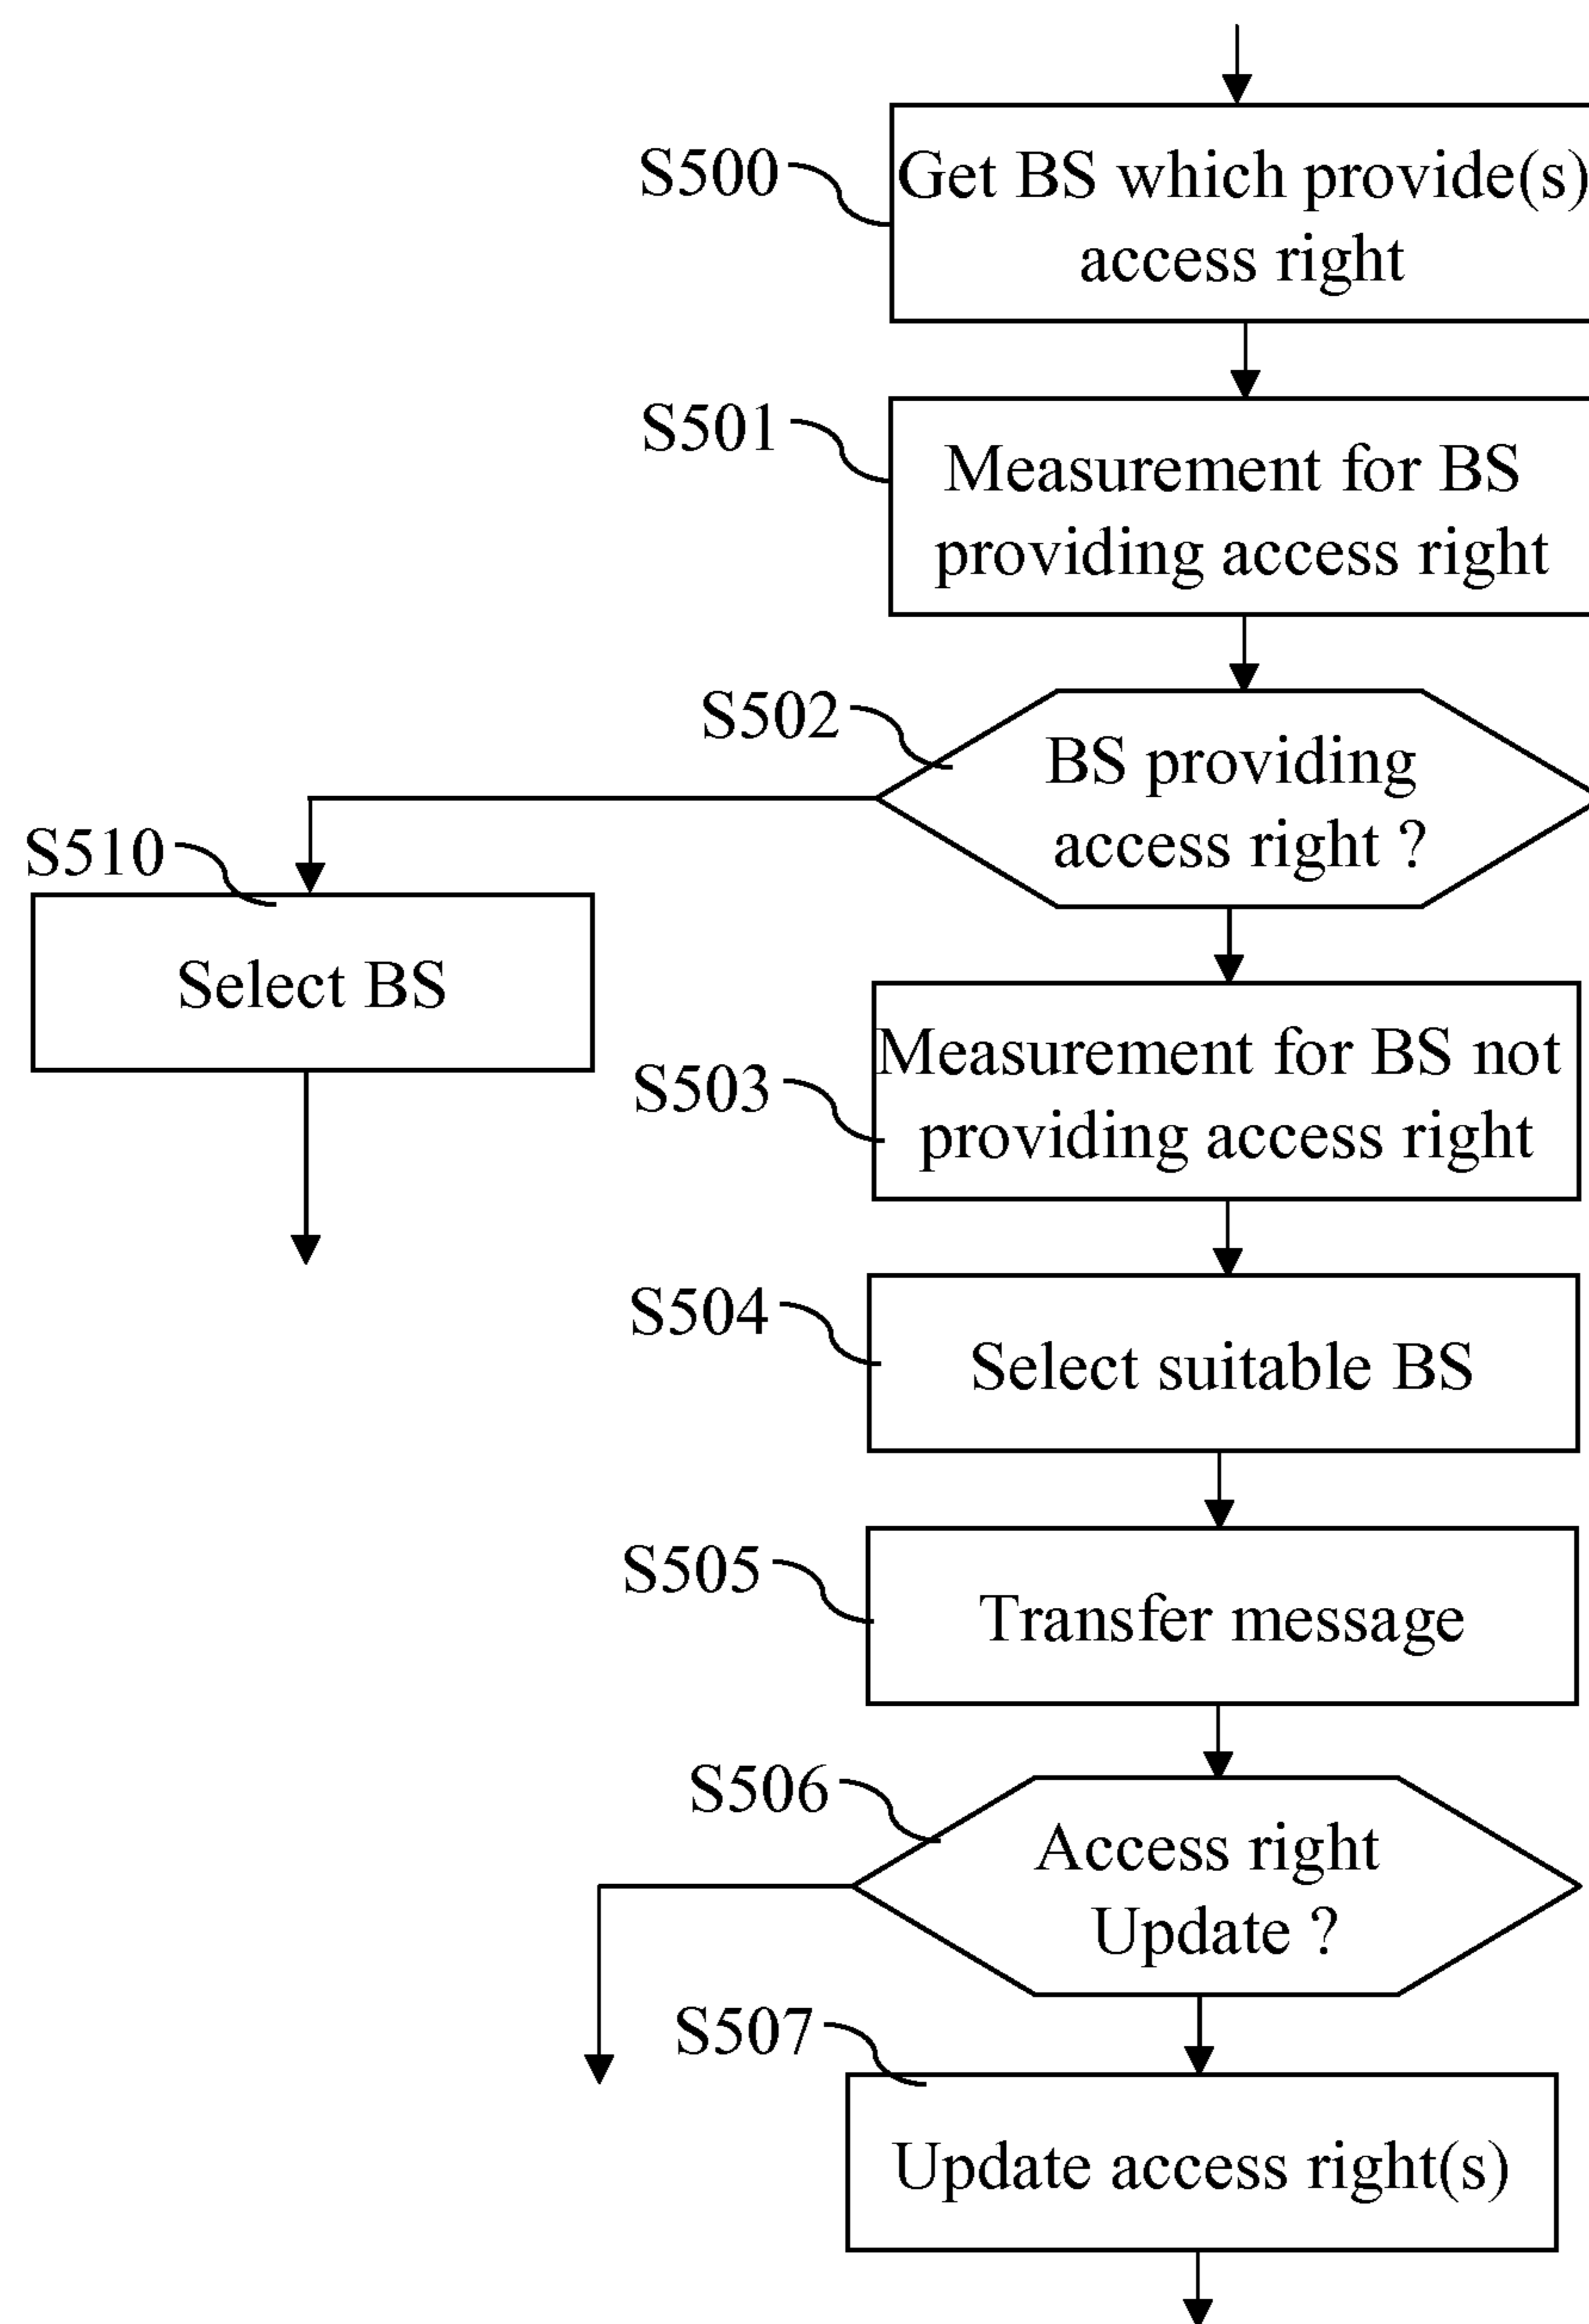 S500
Get BS which provide(s)
access right
S501
Measurement for BS
providing access right
S502
BS providing
access right ?
S510
Select BS
S503
Measurement for BS not
providing access right
S504
Select suitable BS
S505
Transfer message
S506
Access right
Update ?
S507
Update access right(s)